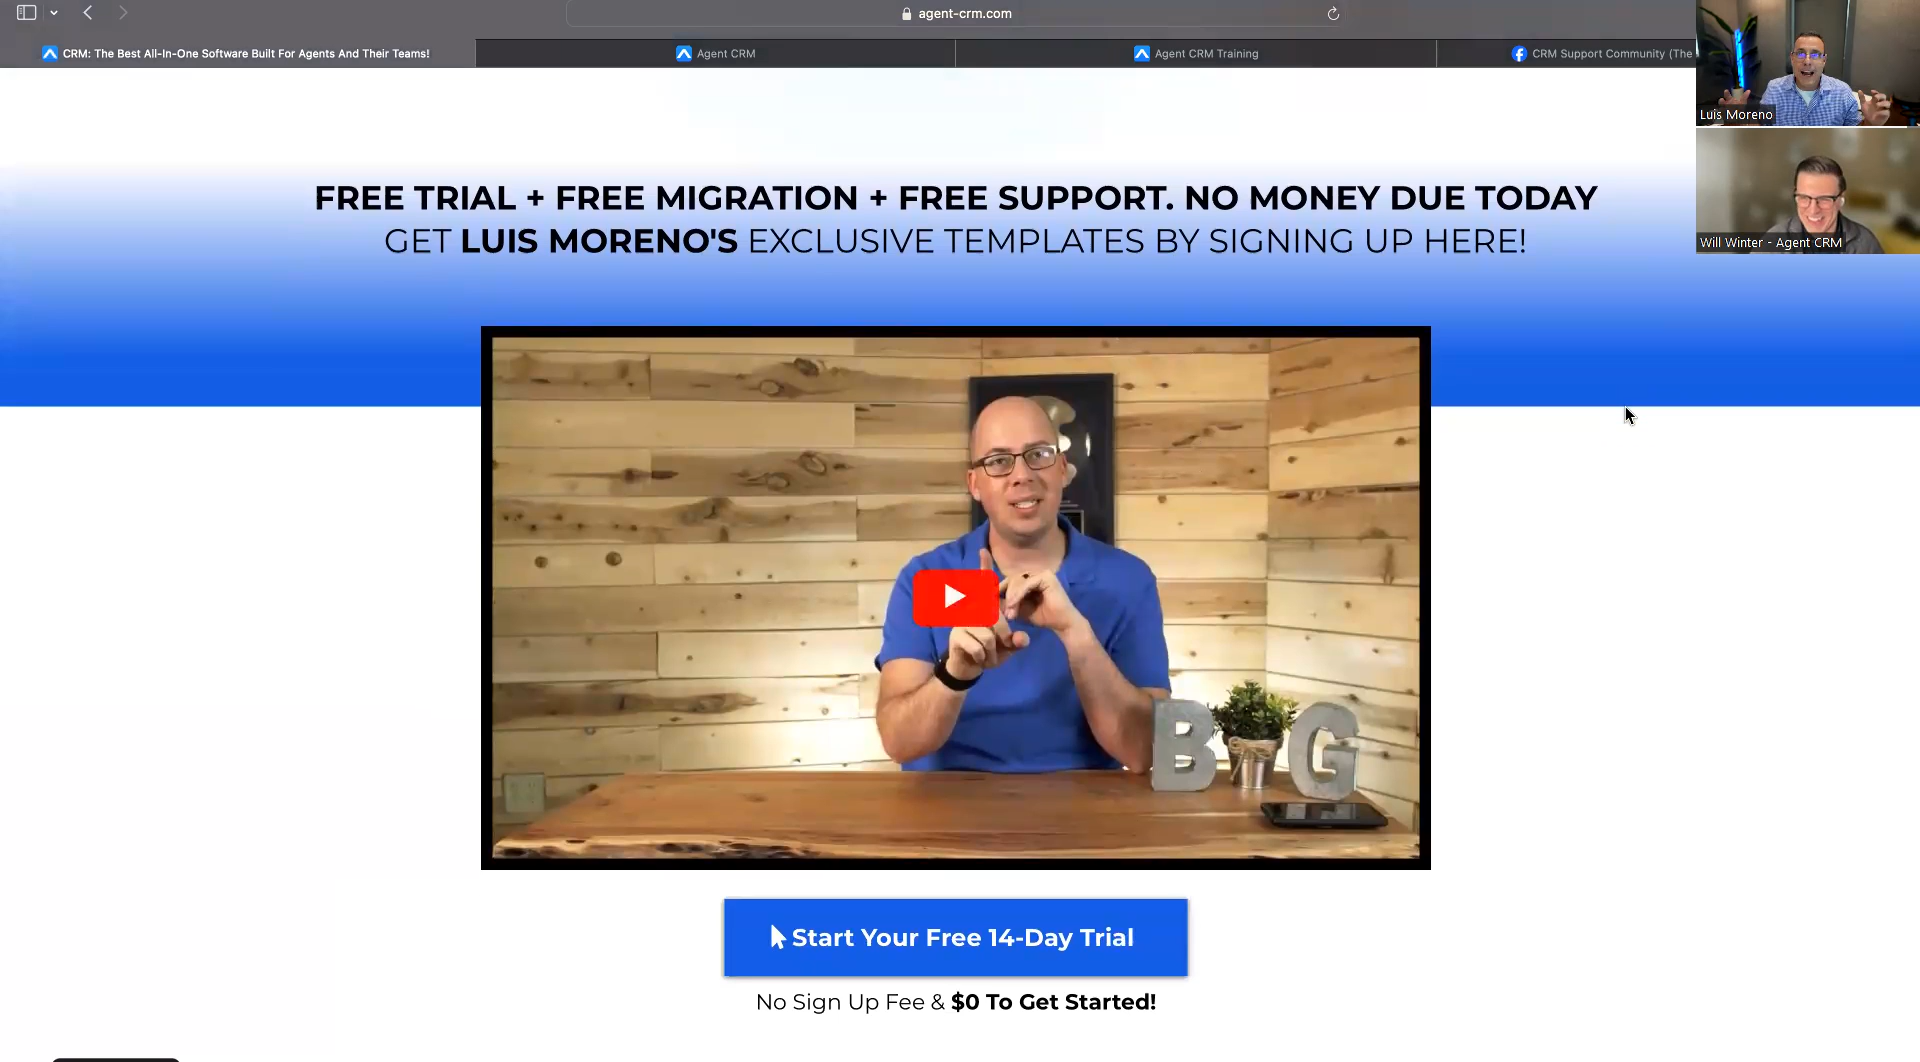 agent-crm.com
CRM: The Best All-In-One Software Built For Agents And Their Teams!
Agent CRM
Agent CRM Training
CRM Support Community (The
Luis Moreno
Will Winter - Agent CRM
FREE TRIAL + FREE MIGRATION + FREE SUPPORT. NO MONEY DUE TODAY
GET LUIS MORENO'S EXCLUSIVE TEMPLATES BY SIGNING UP HERE!
B G
Start Your Free 14-Day Trial
No Sign Up Fee & $0 To Get Started!